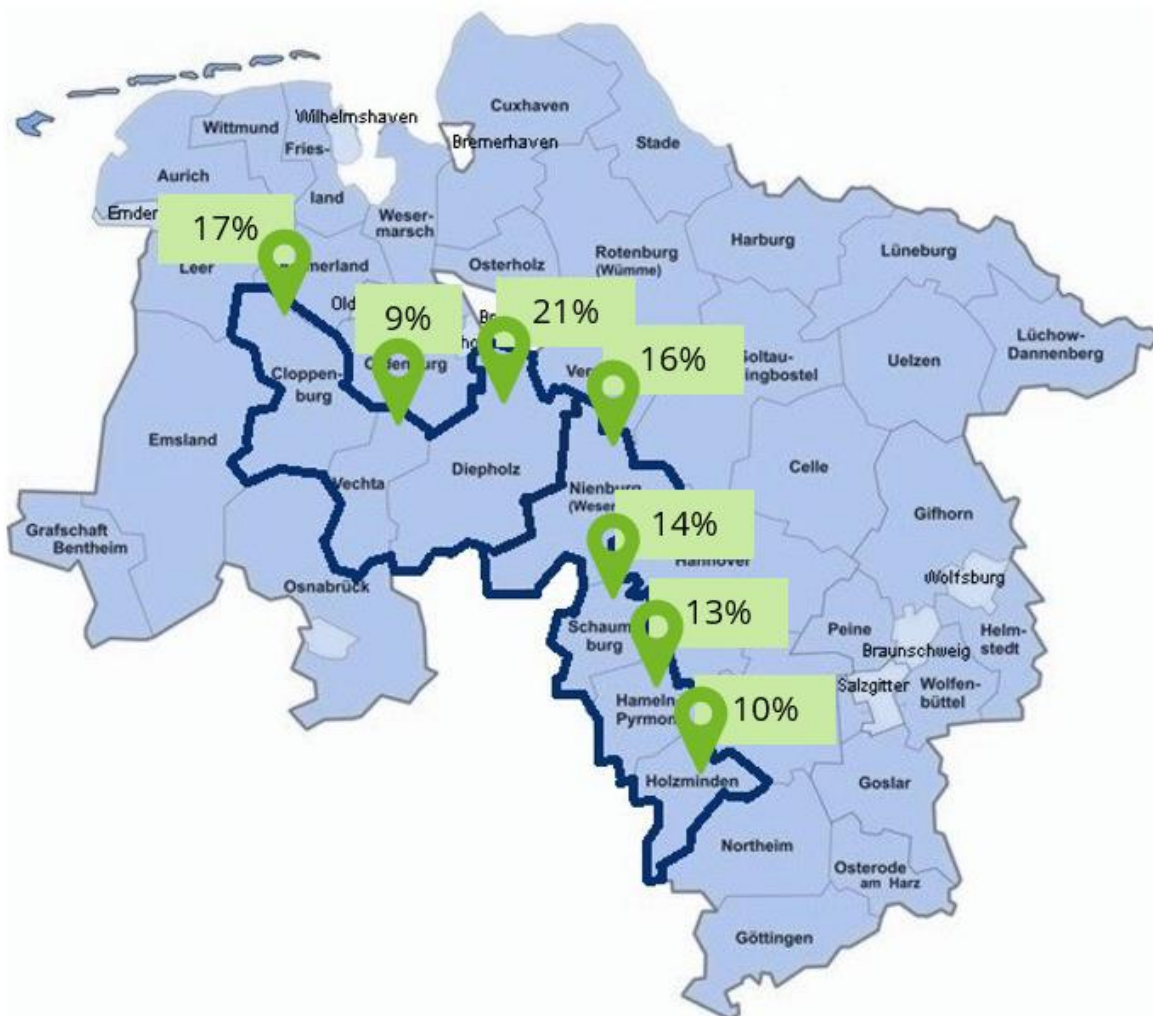 Cuxhaven
Wilhelmshaven
Wittmund
Bremerhaven
Stade
Fries-
land
Aurich
Weser-
marsch
17%
Leer
Osterholz
Rotenburg
(Wümme)
Harburg
Lüneburg
9%
21%
16%
Uelzen
Lüchow-
Dannenberg
Cloppen-
burg
Emsland
Vechta
Diepholz
Nienburg
Celle
14%
Gifhorn
Grafschaft
Bentheim
Osnabrück
Wolfsburg
13%
Peine
Braunschweig
Helm-
stedt
Salzgitter
Wolfen-
büttel
10%
Holzminden
Goslar
Northeim
Osterode
am Harz
Göttingen